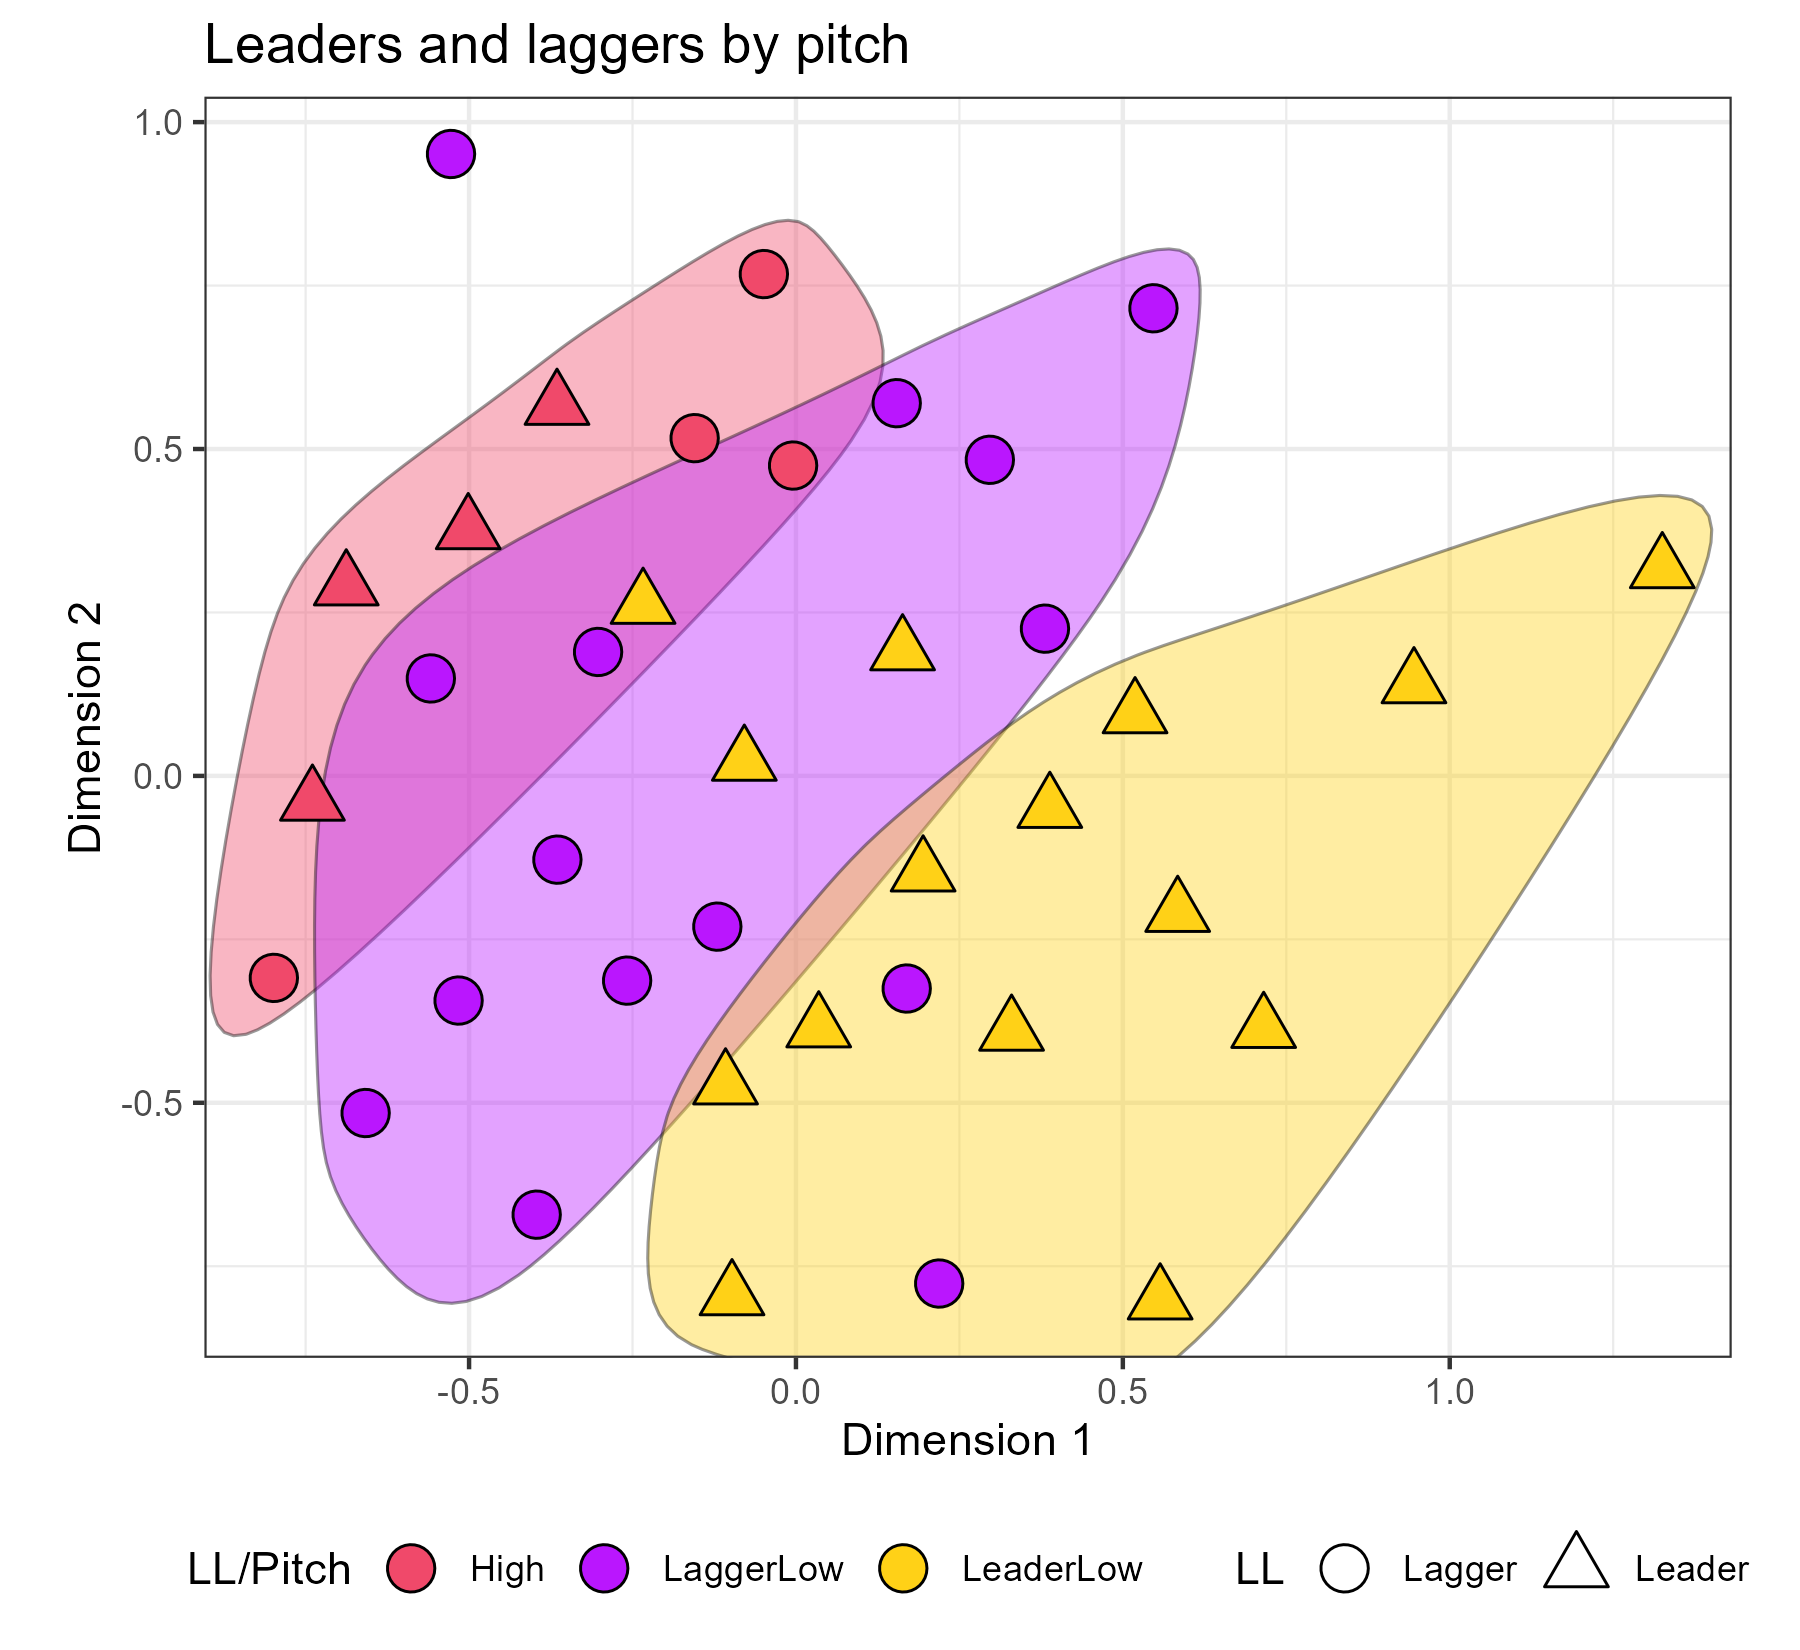 Leaders and laggers by pitch
1.0
0.5
0.0
-0.5
Dimension 2
-0.5 0.0 0.5 1.0
Dimension 1
LL/Pitch High LaggerLow LeaderLow LL Lagger Leader